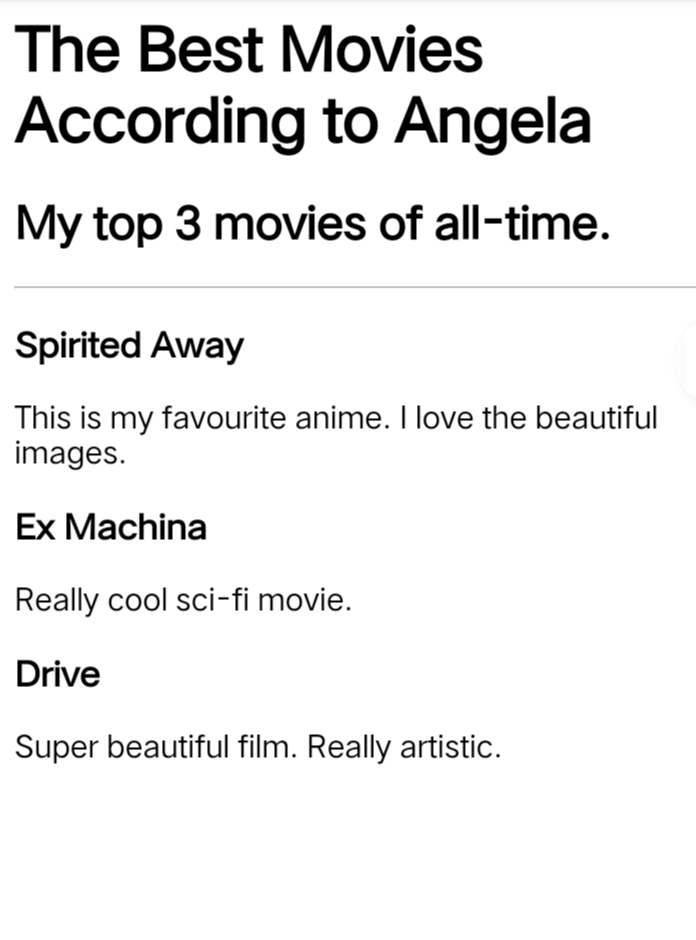 The Best Movies
According to Angela
My top 3 movies of all-time.
Spirited Away
This is my favourite anime. I love the beautiful
images.
Ex Machina
Really cool sci-fi movie.
Drive
Super beautiful film. Really artistic.